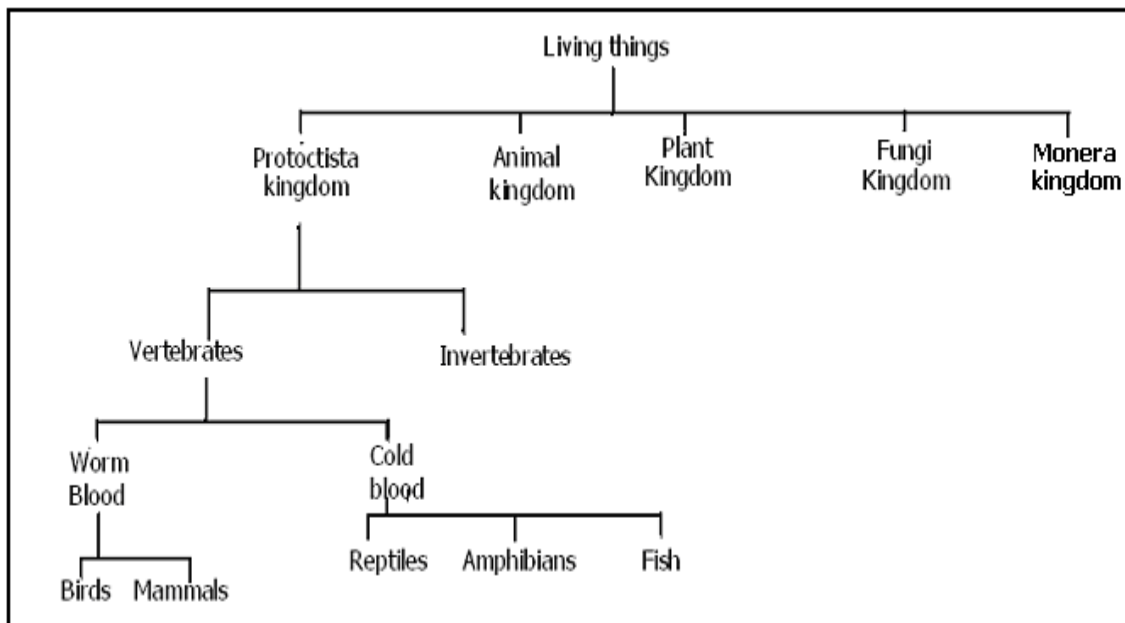 Living things
Protoctista
kingdom
Animal
kingdom
Plant
Kingdom
Fungi
Kingdom
Monera
kingdom
Vertebrates
Invertebrates
Worm
Blood
Cold
blood
Reptiles
Amphibians
Fish
Birds
Mammals